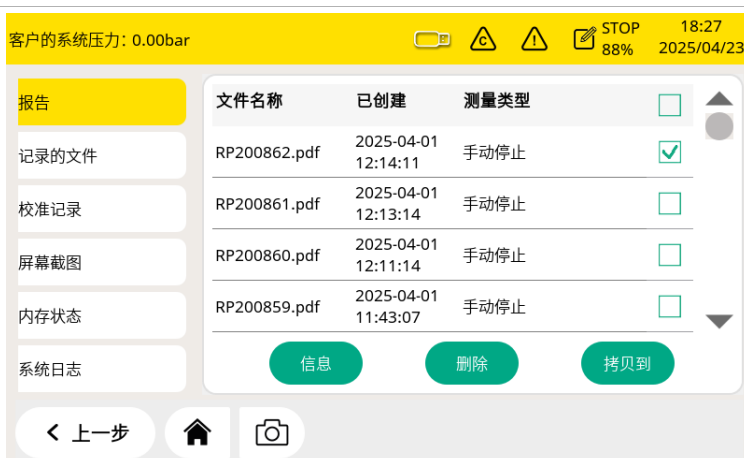 客户的系统压力：0.00bar
C
!
STOP
88%
18:27
2025/04/23
报告
记录的文件
校准记录
屏幕截图
内存状态
系统日志
文件名称 已创建 测量类型
RP200862.pdf 2025-04-01 12:14:11 手动停止
RP200861.pdf 2025-04-01 12:13:14 手动停止
RP200860.pdf 2025-04-01 12:11:14 手动停止
RP200859.pdf 2025-04-01 11:43:07 手动停止
信息 删除 拷贝到
上一步